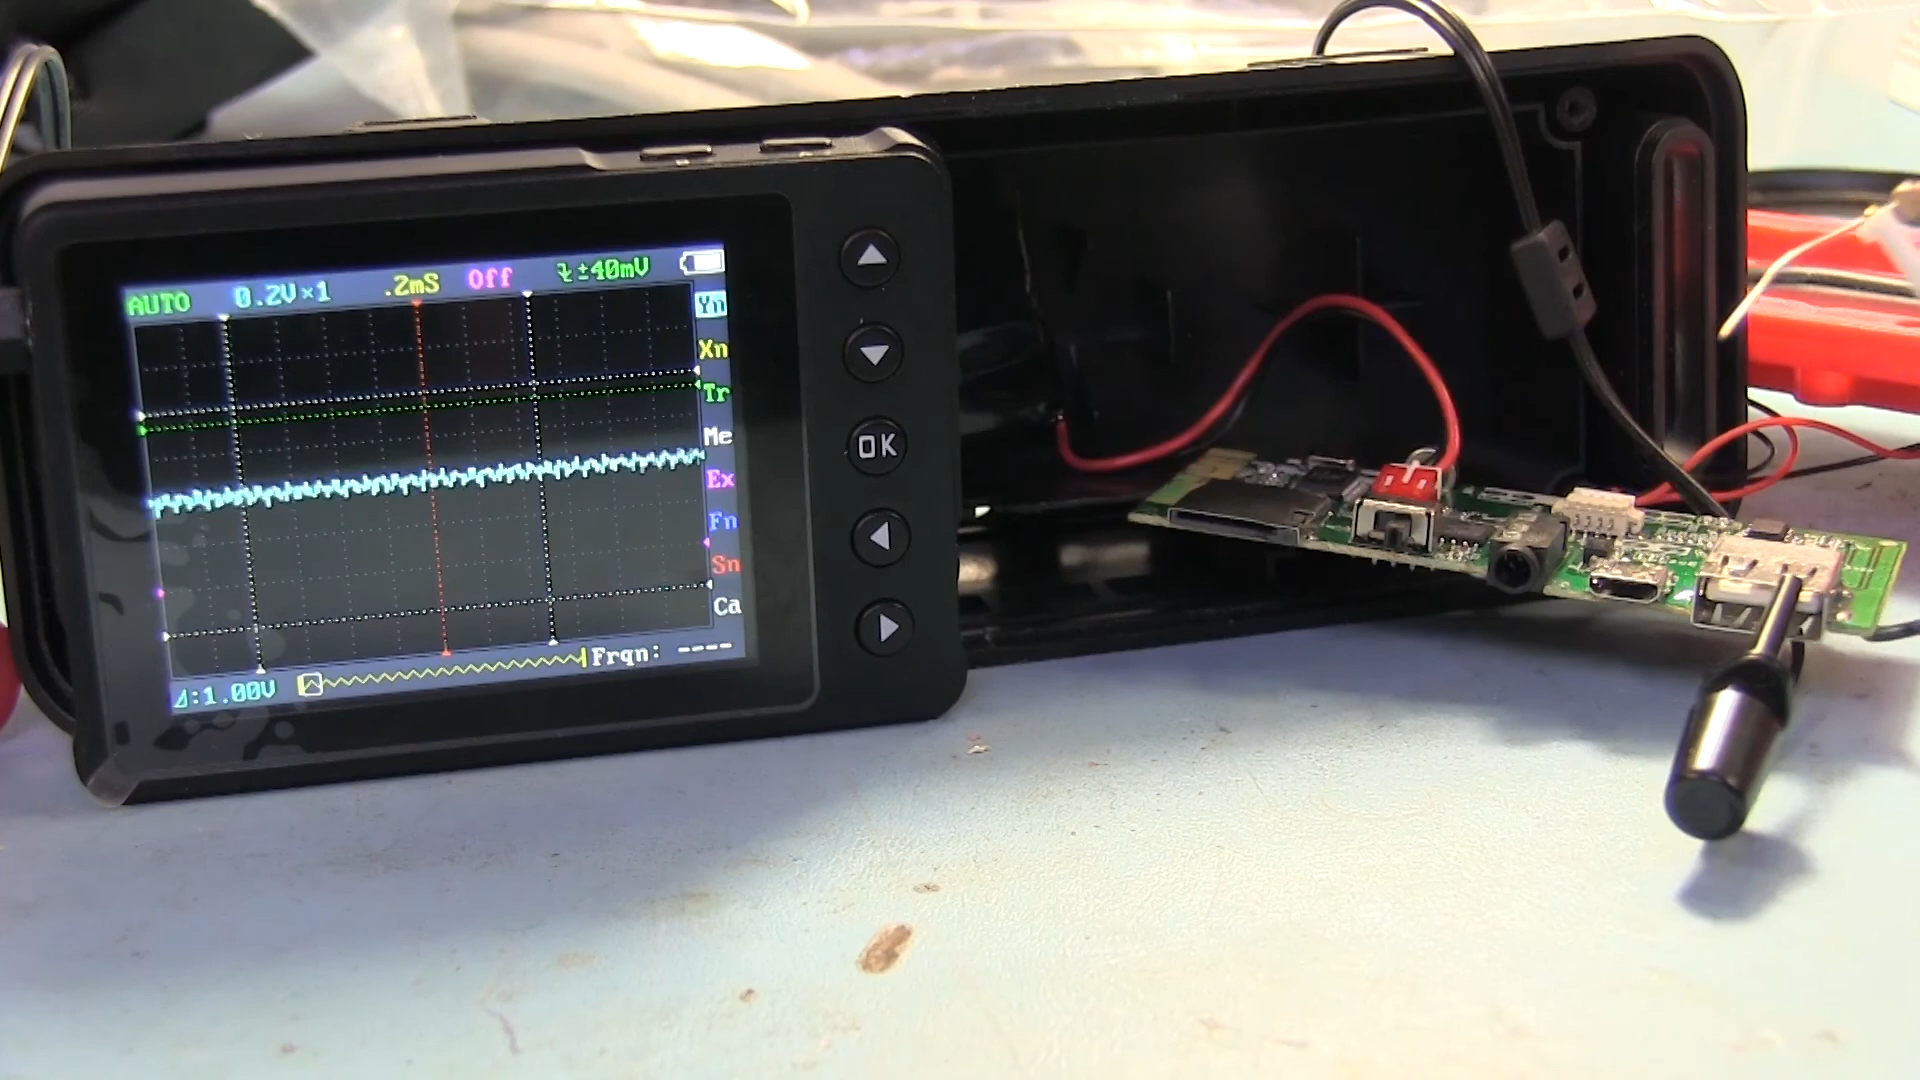 AUTO 0.2V×1 .2mS Off ±40mV
Yn
Xn
Tr
Me
Ex
Fn
Sn
Ca
OK
⊿:1.00V Frqn: ----